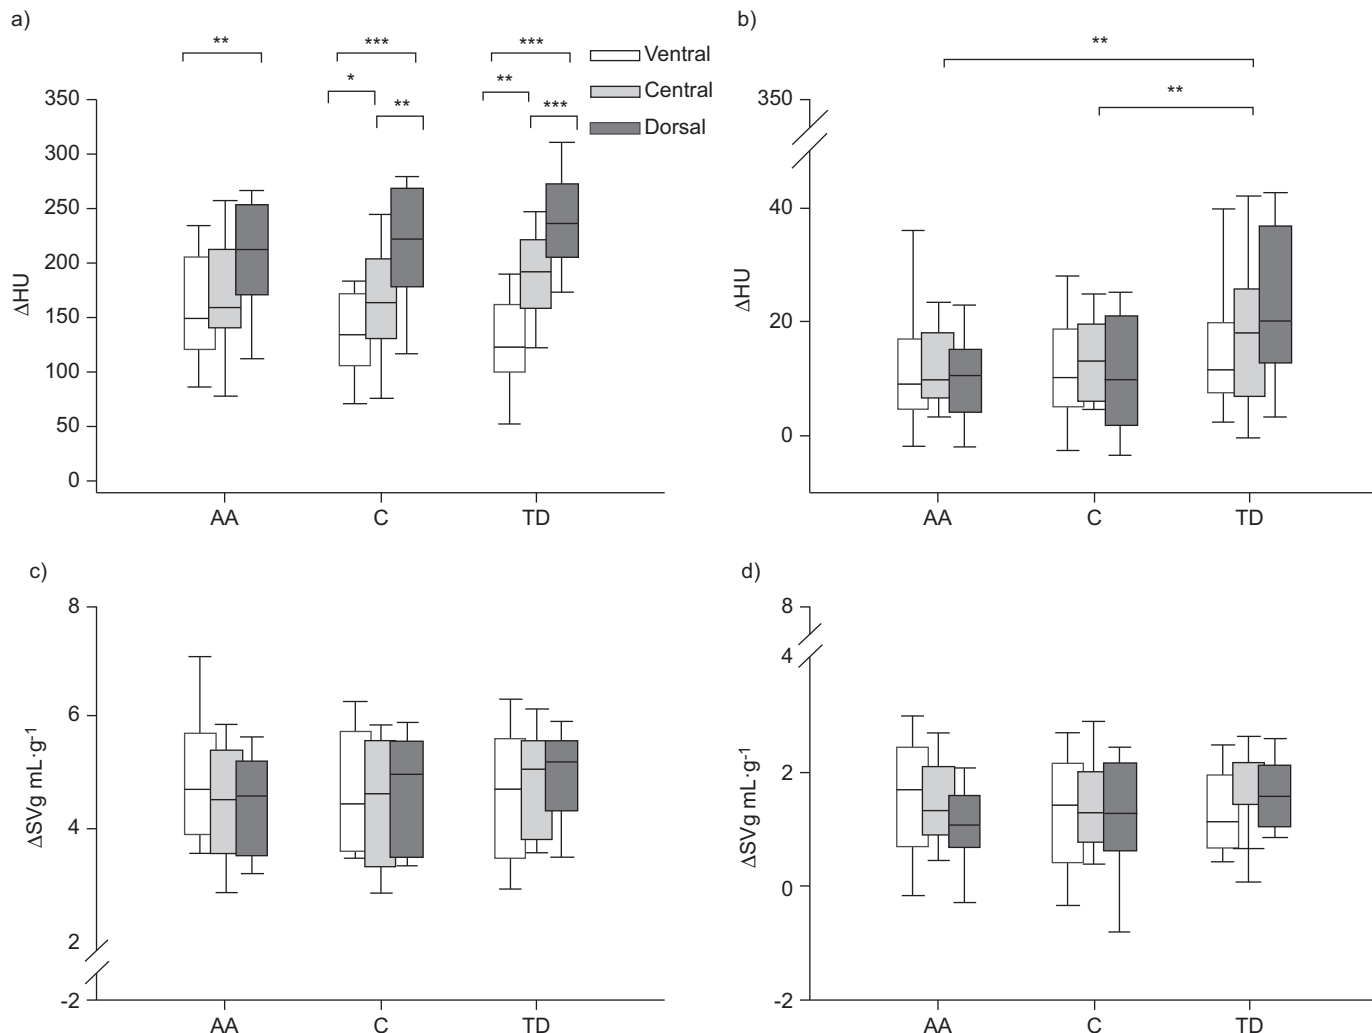 a)
**
***
***
Ventral
*
**
Central
**
***
Dorsal
350
300
250
200
150
100
50
0
ΔHU
AA
C
TD
b)
**
**
350
40
20
0
ΔHU
AA
C
TD
c)
8
6
4
2
-2
ΔSVg mL·g-1
AA
C
TD
d)
8
4
2
0
-2
ΔSVg mL·g-1
AA
C
TD